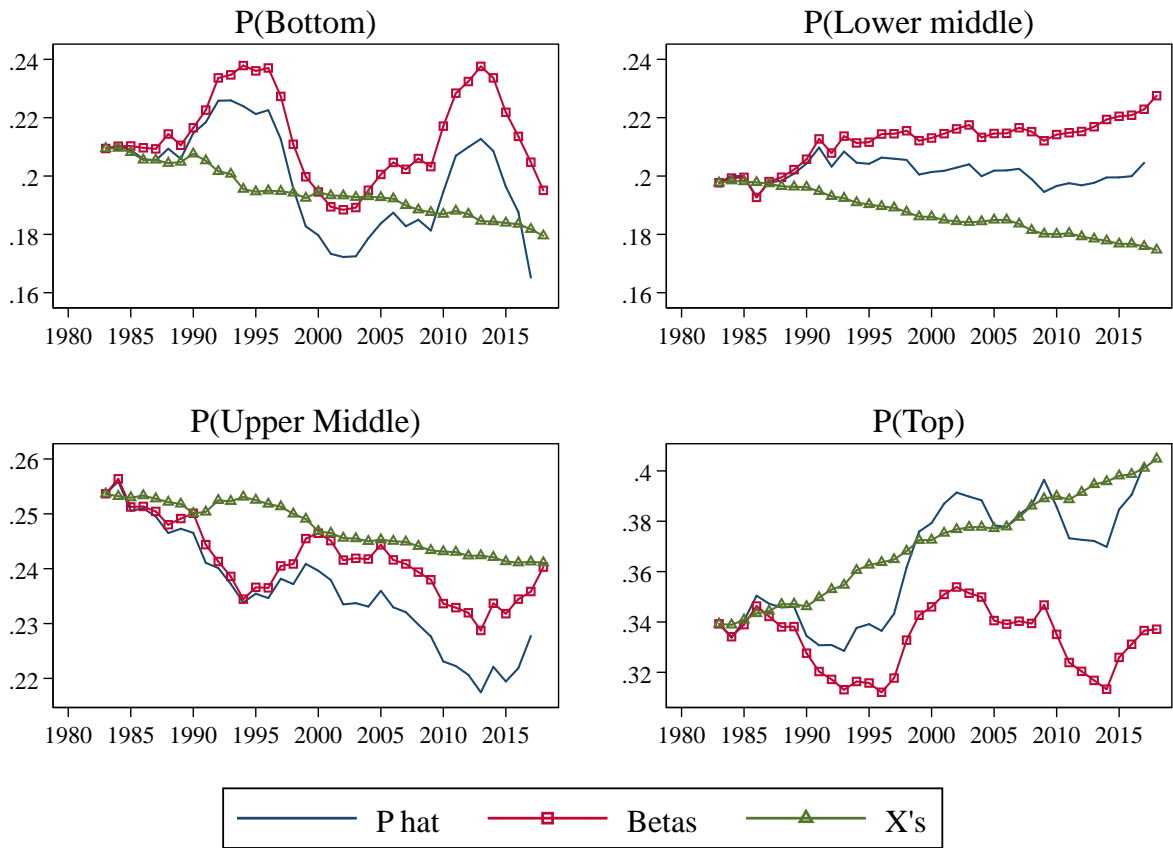 P(Bottom)
.24
.22
.2
.18
.16
1980 1985 1990 1995 2000 2005 2010 2015
P(Lower middle)
.24
.22
.2
.18
.16
1980 1985 1990 1995 2000 2005 2010 2015
P(Upper Middle)
.26
.25
.24
.23
.22
1980 1985 1990 1995 2000 2005 2010 2015
P(Top)
.4
.38
.36
.34
.32
1980 1985 1990 1995 2000 2005 2010 2015
P hat Betas X's